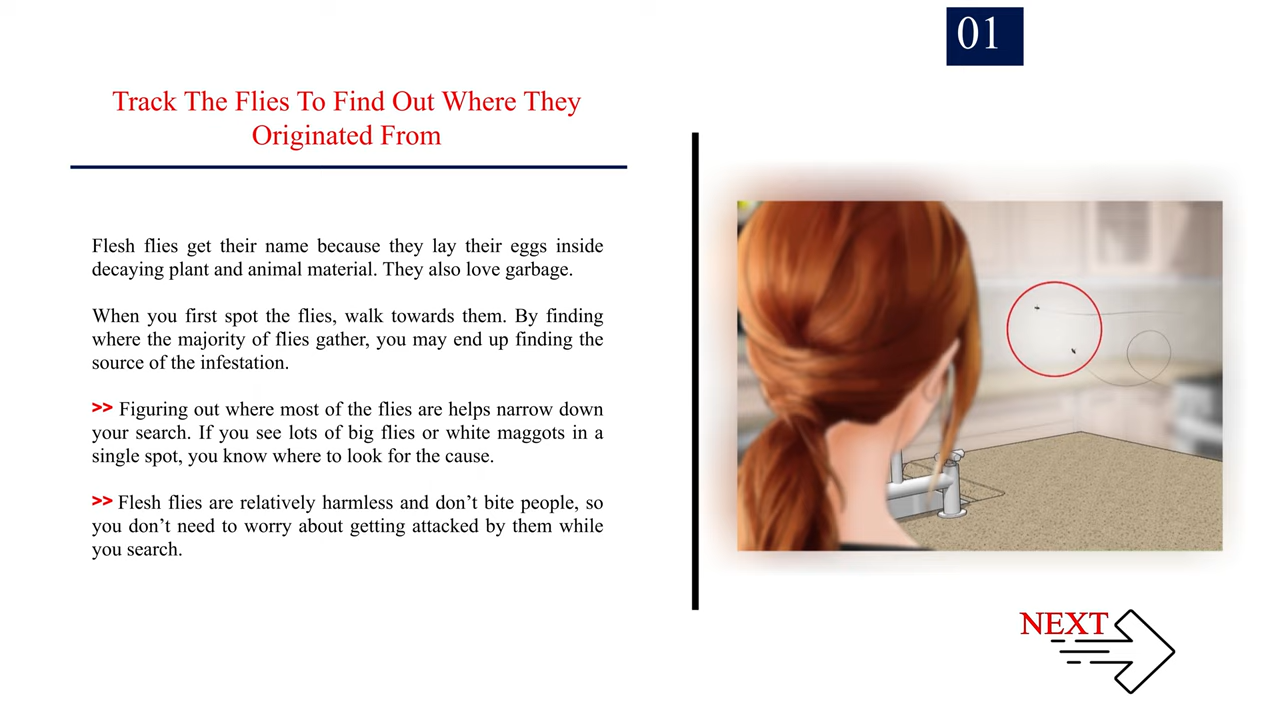 01
Track The Flies To Find Out Where They
Originated From
Flesh flies get their name because they lay their eggs inside
decaying plant and animal material. They also love garbage.
When you first spot the flies, walk towards them. By finding
where the majority of flies gather, you may end up finding the
source of the infestation.
>> Figuring out where most of the flies are helps narrow down
your search. If you see lots of big flies or white maggots in a
single spot, you know where to look for the cause.
>> Flesh flies are relatively harmless and don’t bite people, so
you don’t need to worry about getting attacked by them while
you search.
NEXT